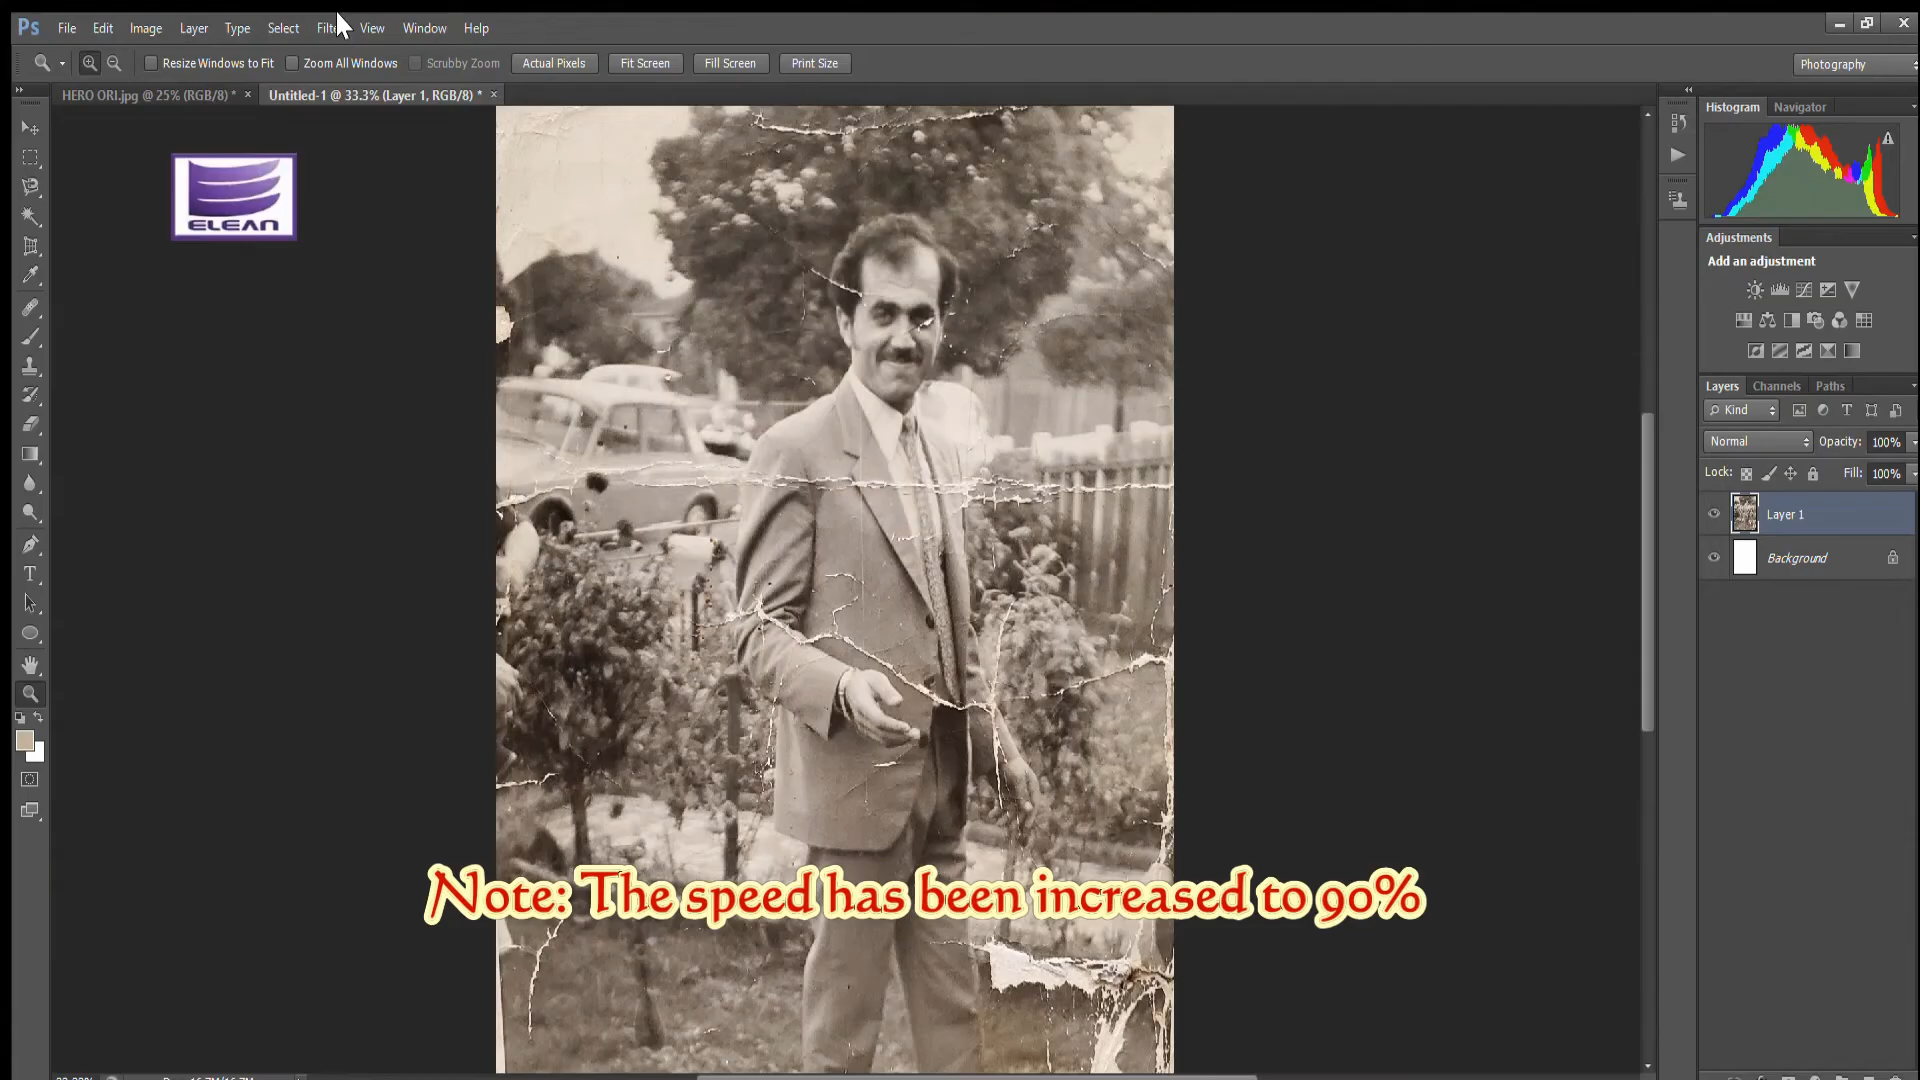 Ps File Edit Image Layer Type Select Filte View Window Help
Resize Windows to Fit Zoom All Windows Scrubby Zoom Actual Pixels Fit Screen Fill Screen Print Size Photography
HERO ORI.jpg @ 25% (RGB/8) * × Untitled-1 @ 33.3% (Layer 1, RGB/8) * ×
Histogram Navigator
ELEAN
Adjustments
Add an adjustment
Layers Channels Paths
Kind
Normal Opacity: 100%
Lock: Fill: 100%
Layer 1
Background
Note: The speed has been increased to 90%